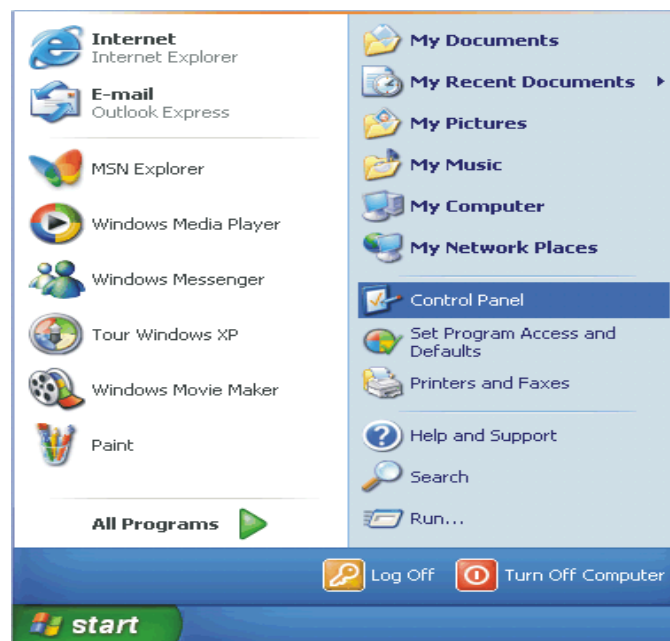 Internet
Internet Explorer
E-mail
Outlook Express
MSN Explorer
Windows Media Player
Windows Messenger
Tour Windows XP
Windows Movie Maker
Paint
All Programs
My Documents
My Recent Documents
My Pictures
My Music
My Computer
My Network Places
Control Panel
Set Program Access and
Defaults
Printers and Faxes
Help and Support
Search
Run...
Log Off
Turn Off Computer
start